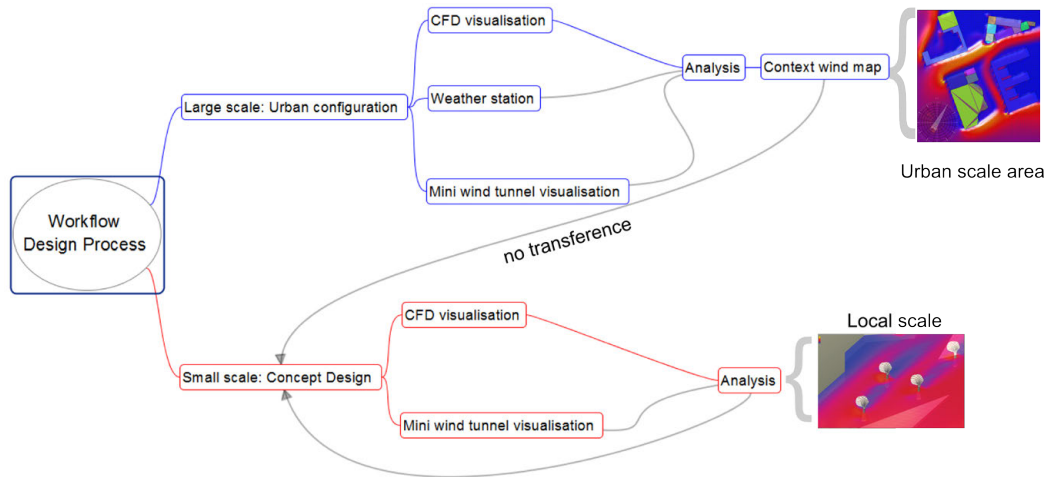 CFD visualisation
Large scale: Urban configuration
Weather station
Analysis
Context wind map
Mini wind tunnel visualisation
Urban scale area
Workflow
Design Process
no transference
CFD visualisation
Local scale
Small scale: Concept Design
Analysis
Mini wind tunnel visualisation